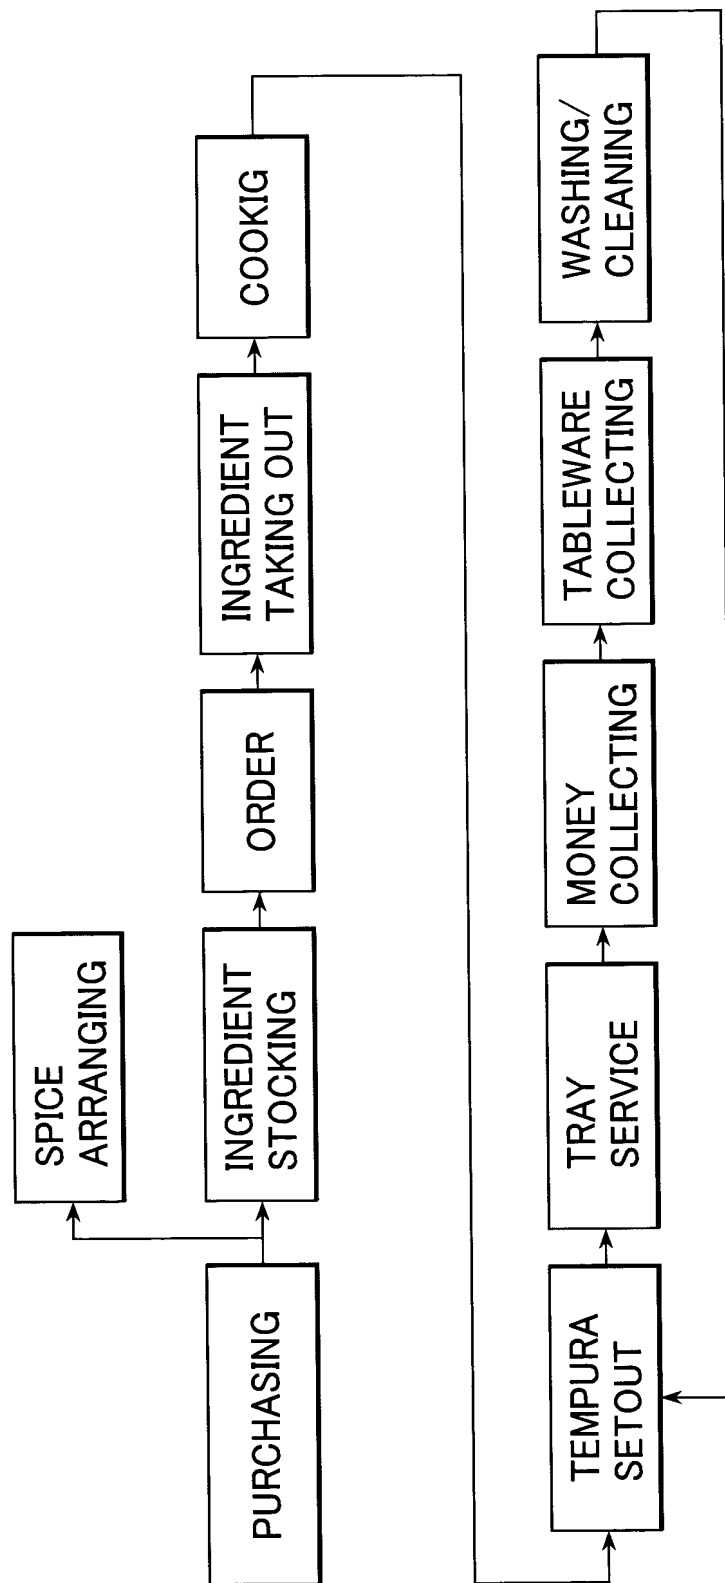 PURCHASING
SPICE
ARRANGING
INGREDIENT
STOCKING
ORDER
INGREDIENT
TAKING OUT
COOKIG
TEMPURA
SETOUT
TRAY
SERVICE
MONEY
COLLECTING
TABLEWARE
COLLECTING
WASHING/
CLEANING